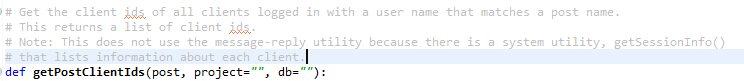 # Get the client ids of all clients logged in with a user name that matches a post name.
# This returns a list of client ids.
# Note: This does not use the message-reply utility because there is a system utility, getSessionInfo()
# that lists information about each client.
def getPostClientIds(post, project="", db=""):